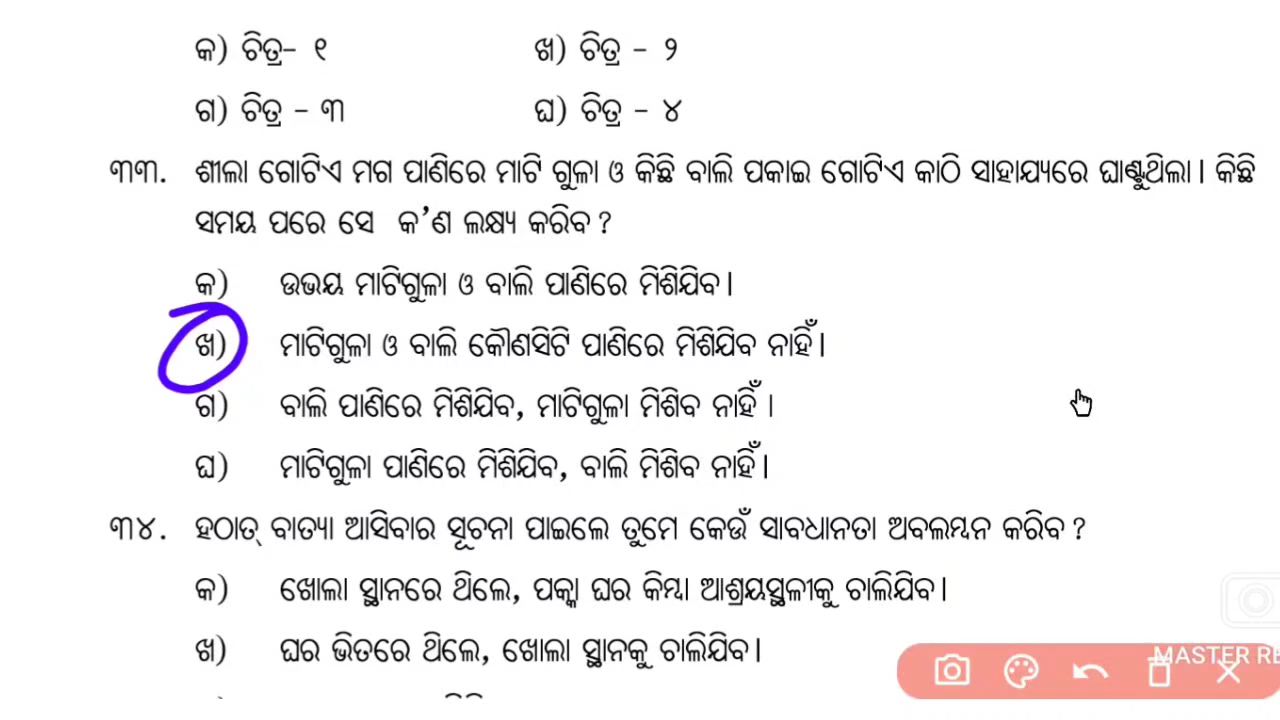 କ) ଚିତ୍ର– ୧ ଖ) ଚିତ୍ର – ୨
ଗ) ଚିତ୍ର – ୩ ଘ) ଚିତ୍ର – ୪
୩୩. ଶୀଲା ଗୋଟିଏ ମଗ ପାଣିରେ ମାଟି ଗୁଳା ଓ କିଛି ବାଲି ପକାଇ ଗୋଟିଏ କାଠି ସାହାଯ୍ୟରେ ଘାଣ୍ଟୁଥିଲା। କିଛି
ସମୟ ପରେ ସେ କ’ଣ ଲକ୍ଷ୍ୟ କରିବ ?
କ) ଉଭୟ ମାଟିଗୁଳା ଓ ବାଲି ପାଣିରେ ମିଶିଯିବ।
ଖ) ମାଟିଗୁଳା ଓ ବାଲି କୌଣସିଟି ପାଣିରେ ମିଶିଯିବ ନାହିଁ।
ଗ) ବାଲି ପାଣିରେ ମିଶିଯିବ, ମାଟିଗୁଳା ମିଶିବ ନାହିଁ ।
ଘ) ମାଟିଗୁଳା ପାଣିରେ ମିଶିଯିବ, ବାଲି ମିଶିବ ନାହିଁ।
୩୪. ହଠାତ୍ ବାତ୍ୟା ଆସିବାର ସୂଚନା ପାଇଲେ ତୁମେ କେଉଁ ସାବଧାନତା ଅବଲମ୍ବନ କରିବ ?
କ) ଖୋଲା ସ୍ଥାନରେ ଥିଲେ, ପକ୍କା ଘର କିମ୍ବା ଆଶ୍ରୟସ୍ଥଳୀକୁ ଚାଲିଯିବ।
ଖ) ଘର ଭିତରେ ଥିଲେ, ଖୋଲା ସ୍ଥାନକୁ ଚାଲିଯିବ।
MASTER RE